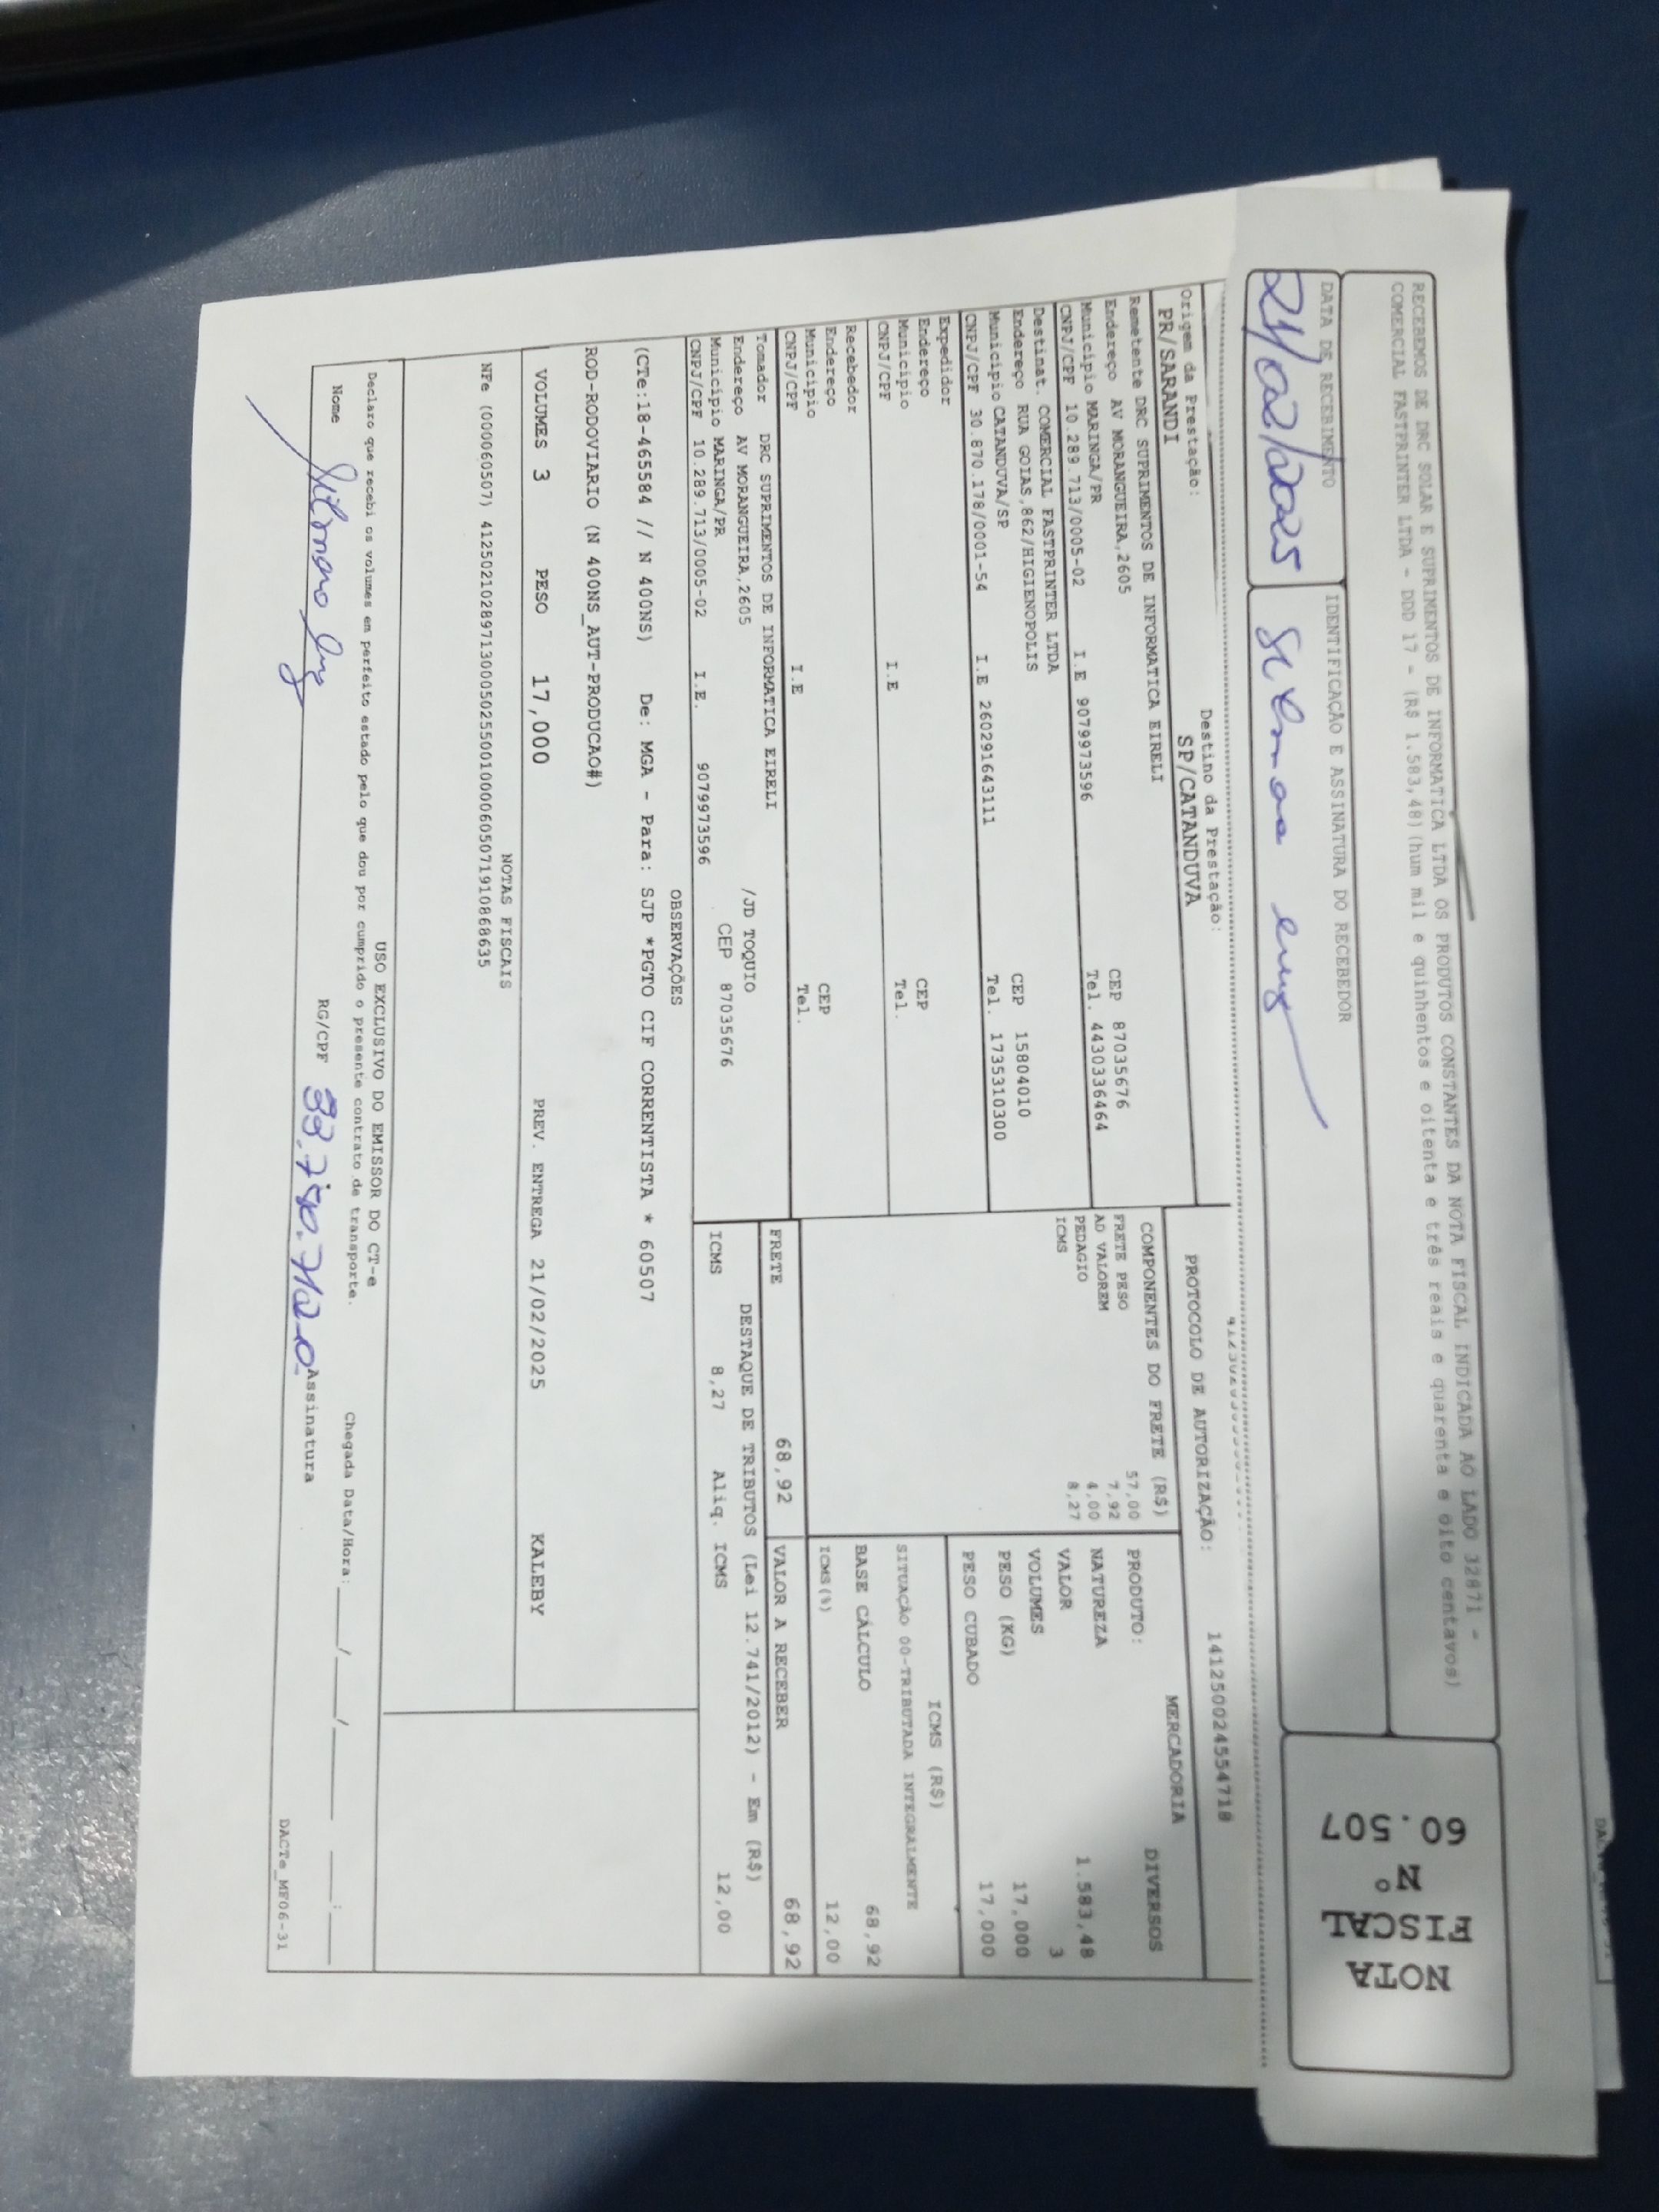 RECEBEMOS DE DRC SOLAR E SUPRIMENTOS DE INFORMATICA LTDA OS PRODUTOS CONSTANTES DA NOTA FISCAL INDICADA AO LADO 32871 -
COMERCIAL FASTPRINTER LTDA - DDD 17 - (R$ 1.583,48) (hum mil e quinhentos e oitenta e três reais e quarenta e oito centavos)
DATA DE RECEBIMENTO
IDENTIFICAÇÃO E ASSINATURA DO RECEBEDOR
21/02/2025
NOTA
FISCAL
Nº
60.507
PROTOCOLO DE AUTORIZAÇÃO: 141250024554718
Origem da Prestação: Destino da Prestação:
PR/SARANDI SP/CATANDUVA
Remetente DRC SUPRIMENTOS DE INFORMATICA EIRELI
Endereço AV MORANGUEIRA,2605 CEP 87035676
Município MARINGA/PR Tel. 4430336464
CNPJ/CPF 10.289.713/0005-02 I.E 9079973596
Destinat. COMERCIAL FASTPRINTER LTDA
Endereço RUA GOIAS,862/HIGIENOPOLIS CEP 15804010
Município CATANDUVA/SP Tel. 1735310300
CNPJ/CPF 30.870.178/0001-54 I.E 260291643111
Expedidor
Endereço CEP
Município Tel.
CNPJ/CPF I.E
Recebedor
Endereço CEP
Município Tel.
CNPJ/CPF I.E
Tomador DRC SUPRIMENTOS DE INFORMATICA EIRELI
Endereço AV MORANGUEIRA,2605 /JD TOQUIO
Município MARINGA/PR CEP 87035676
CNPJ/CPF 10.289.713/0005-02 I.E. 9079973596
COMPONENTES DO FRETE (R$)
FRETE PESO 57,00
AD VALOREM 7,92
PEDAGIO 4,00
ICMS 8,27
MERCADORIA
PRODUTO: DIVERSOS
NATUREZA
VALOR 1.583,48
VOLUMES 3
PESO (KG) 17,000
PESO CUBADO 17,000
ICMS (R$)
SITUAÇÃO 00-TRIBUTADA INTEGRALMENTE
BASE CÁLCULO 68,92
ICMS(%) 12,00
FRETE 68,92 VALOR A RECEBER 68,92
DESTAQUE DE TRIBUTOS (Lei 12.741/2012) - Em (R$)
ICMS 8,27 Aliq. ICMS 12,00
OBSERVAÇÕES
(CTe:18-465584 // N 400NS) De: MGA - Para: SJP *PGTO CIF CORRENTISTA * 60507
ROD-RODOVIARIO (N 400NS_AUT-PRODUCAO#)
VOLUMES 3 PESO 17,000 PREV. ENTREGA 21/02/2025 KALEBY
NOTAS FISCAIS
NFe (000060507) 41250210289713000502550010000605071910868635
USO EXCLUSIVO DO EMISSOR DO CT-e
Declaro que recebi os volumes em perfeito estado pelo que dou por cumprido o presente contrato de transporte. Chegada Data/Hora: ____/____/____ ___:___
Nome RG/CPF Assinatura
DACTe_MF06-31